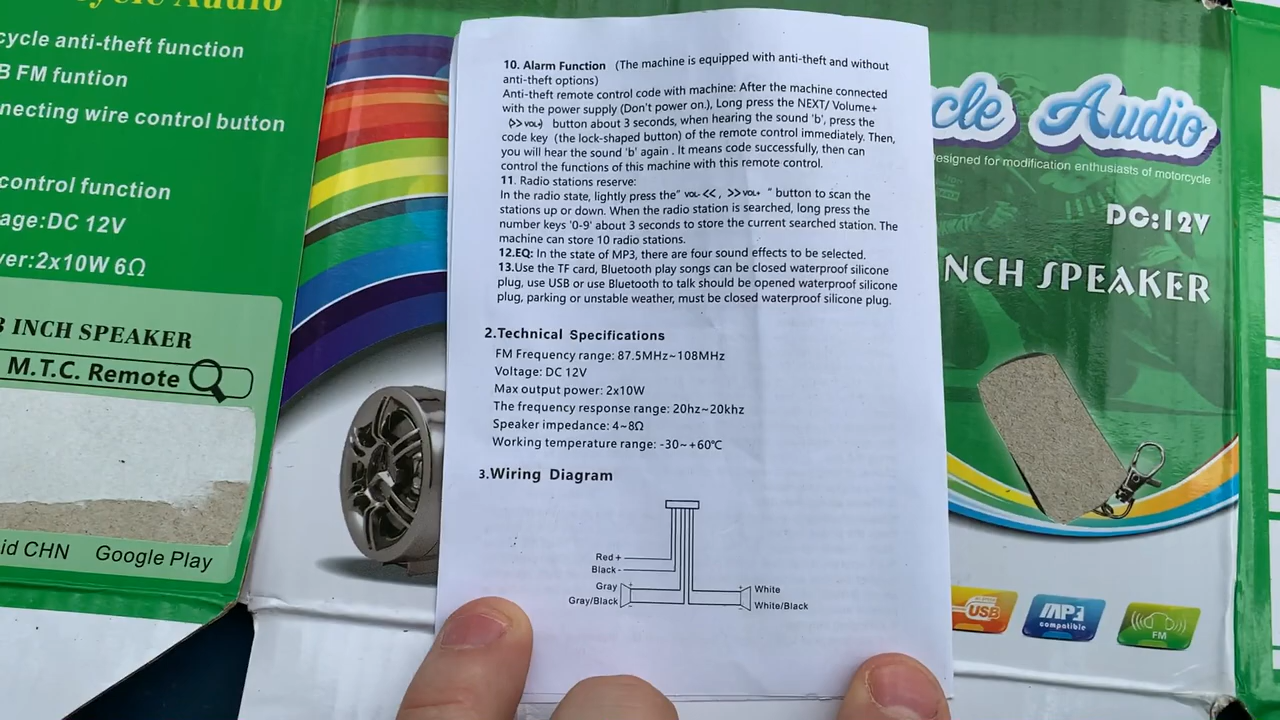 cycle Audio
cycle anti-theft function
B FM funtion
necting wire control button
control function
age:DC 12V
ver:2x10W 6Ω
3 INCH SPEAKER
M.T.C. Remote
id CHN Google Play
10. Alarm Function (The machine is equipped with anti-theft and without
anti-theft options)
Anti-theft remote control code with machine: After the machine connected
with the power supply (Don't power on.), Long press the NEXT/ Volume+
(>> VOL+) button about 3 seconds, when hearing the sound 'b', press the
code key (the lock-shaped button) of the remote control immediately. Then,
you will hear the sound 'b' again . It means code successfully, then can
control the functions of this machine with this remote control.
11. Radio stations reserve:
In the radio state, lightly press the" VOL- << , >> VOL+ " button to scan the
stations up or down. When the radio station is searched, long press the
number keys '0-9' about 3 seconds to store the current searched station. The
machine can store 10 radio stations.
12.EQ: In the state of MP3, there are four sound effects to be selected.
13.Use the TF card, Bluetooth play songs can be closed waterproof silicone
plug, use USB or use Bluetooth to talk should be opened waterproof silicone
plug, parking or unstable weather, must be closed waterproof silicone plug.
2.Technical Specifications
FM Frequency range: 87.5MHz~108MHz
Voltage: DC 12V
Max output power: 2x10W
The frequency response range: 20hz~20khz
Speaker impedance: 4~8Ω
Working temperature range: -30~+60℃
3.Wiring Diagram
Red +
Black -
Gray
Gray/Black
White
White/Black
cle Audio
Designed for modification enthusiasts of motorcycle
DC:12V
NCH SPEAKER
USB
MP3
compatible
FM